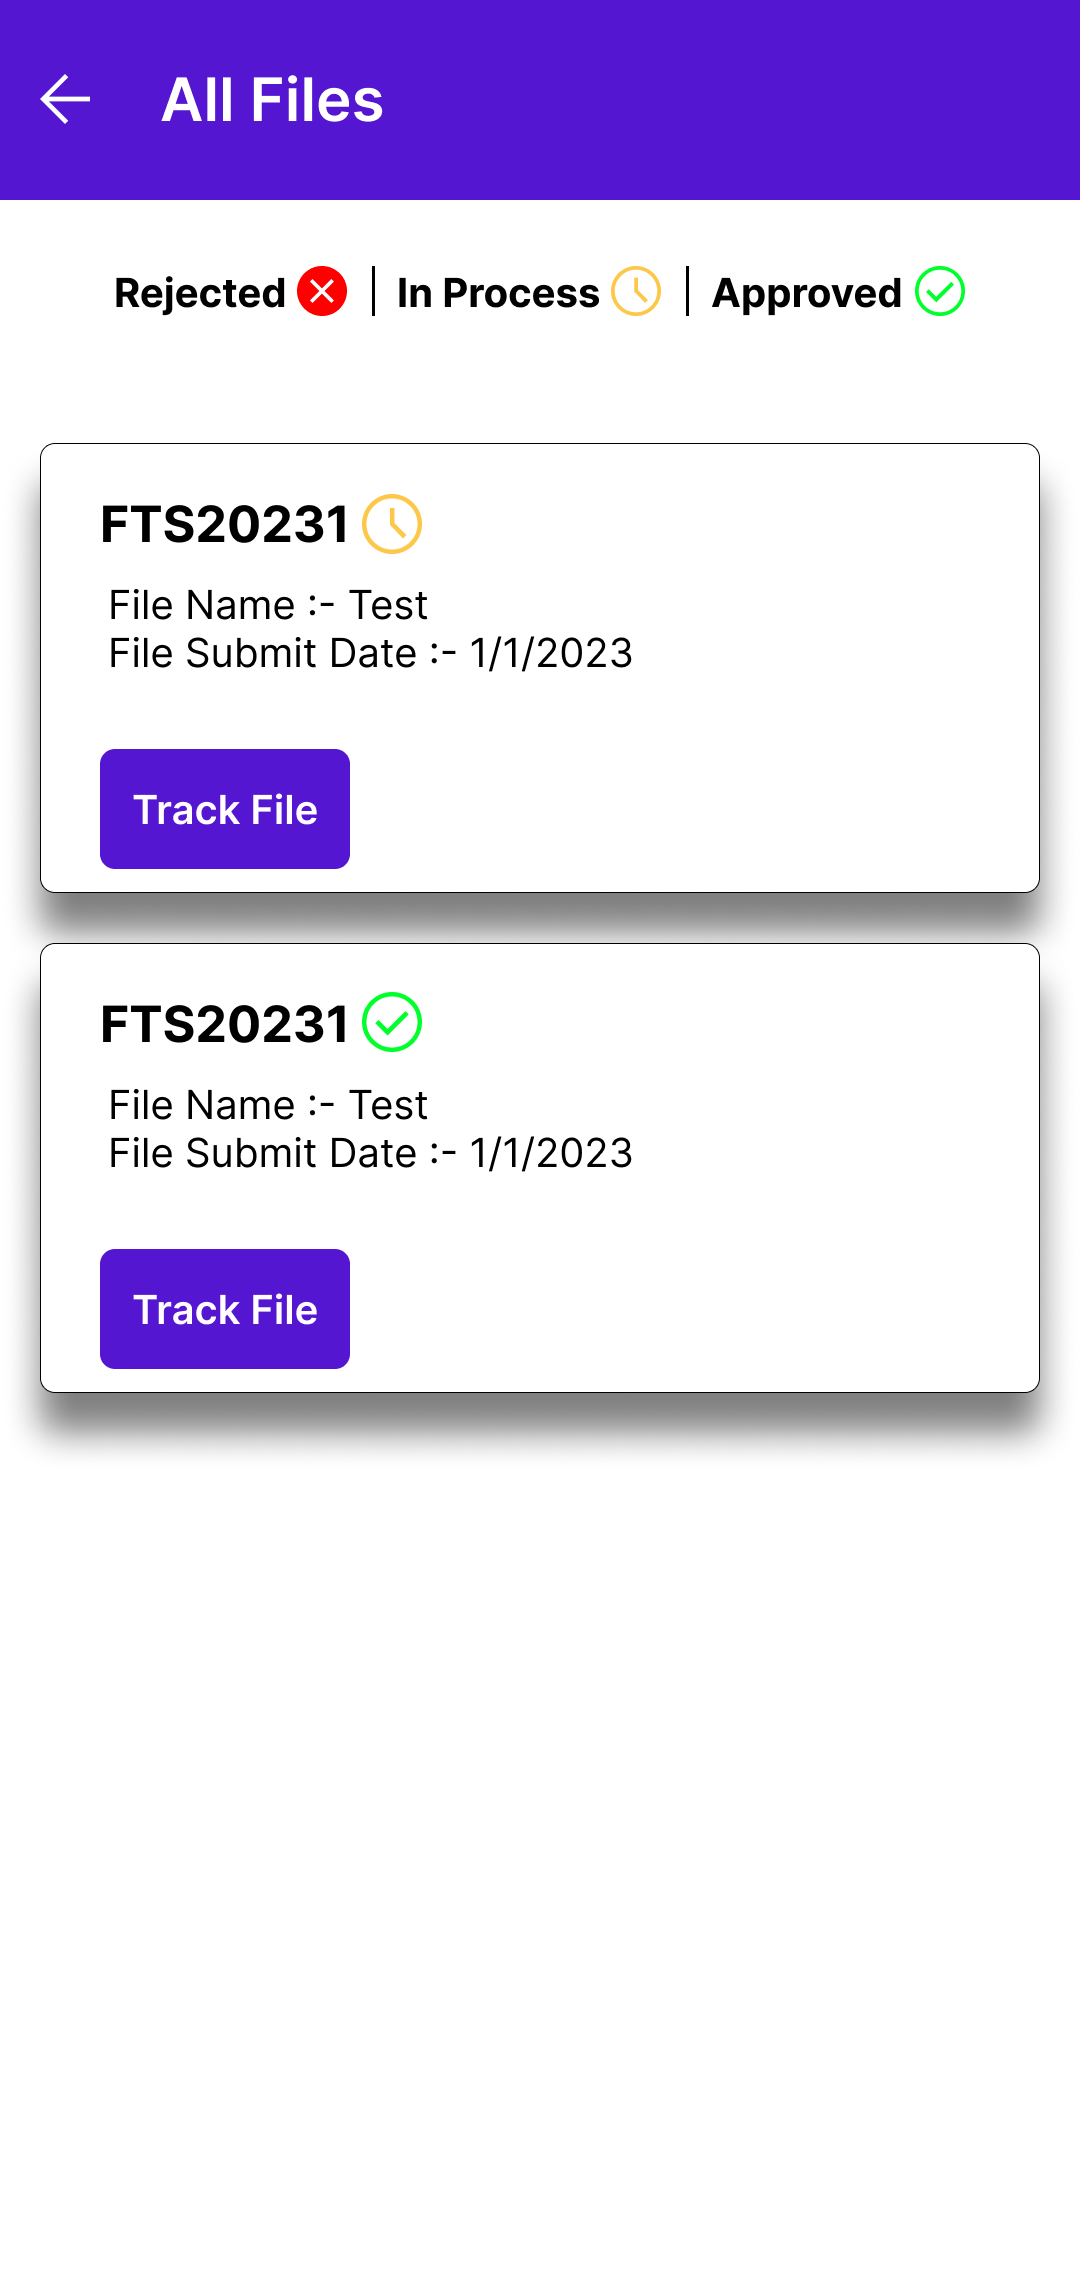 All Files
Rejected In Process Approved
FTS20231
File Name :- Test
File Submit Date :- 1/1/2023
Track File
FTS20231
File Name :- Test
File Submit Date :- 1/1/2023
Track File